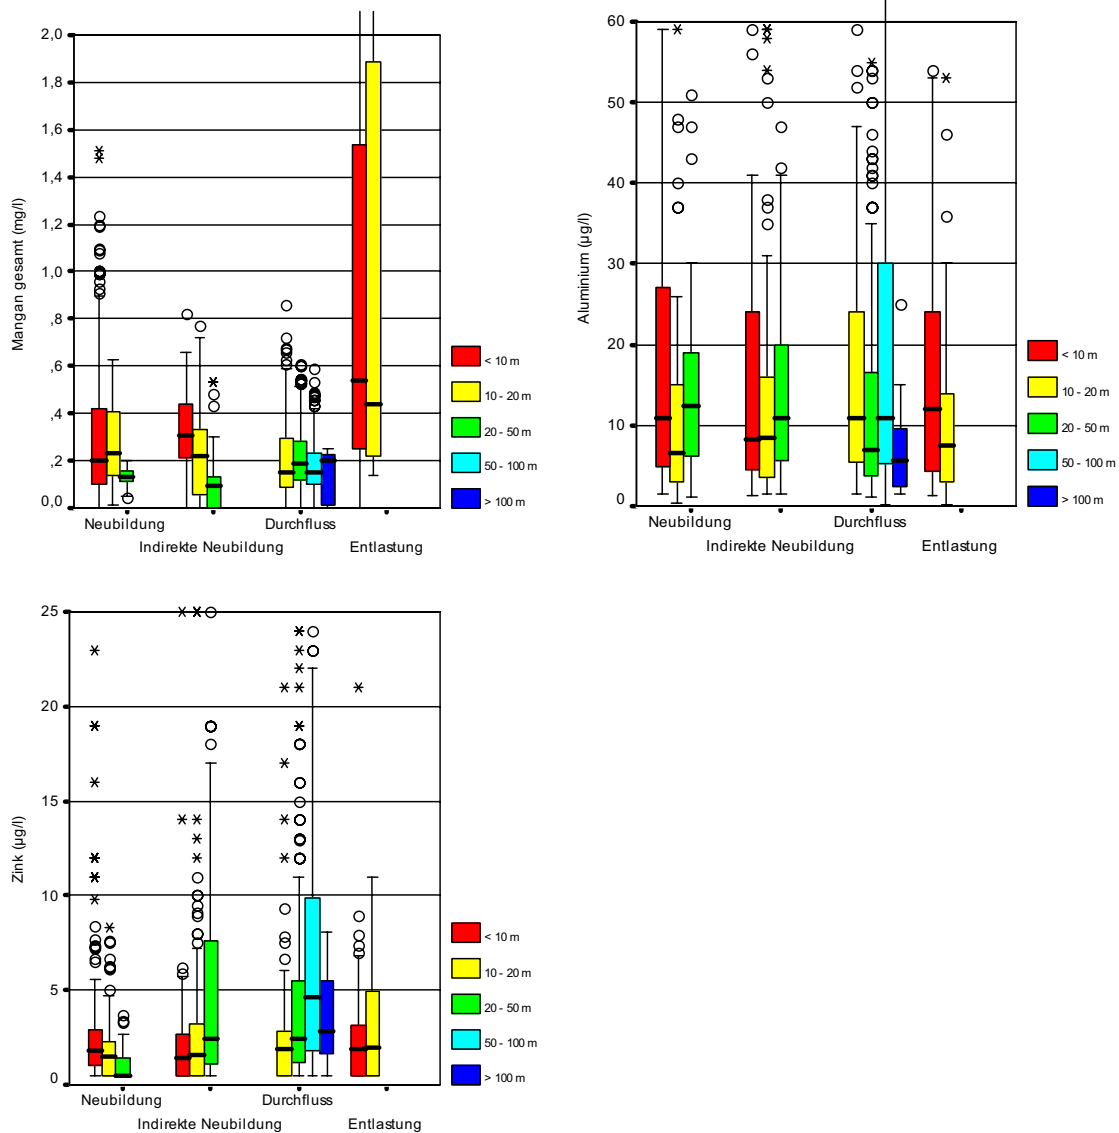 Mangan gesamt (mg/l)
2,0
1,8
1,6
1,4
1,2
1,0
,8
,6
,4
,2
0,0
Neubildung
Durchfluss
Indirekte Neubildung
Entlastung
< 10 m
10 - 20 m
20 - 50 m
50 - 100 m
> 100 m
Aluminium (µg/l)
60
50
40
30
20
10
0
Neubildung
Durchfluss
Indirekte Neubildung
Entlastung
< 10 m
10 - 20 m
20 - 50 m
50 - 100 m
> 100 m
Zink (µg/l)
25
20
15
10
5
0
Neubildung
Durchfluss
Indirekte Neubildung
Entlastung
< 10 m
10 - 20 m
20 - 50 m
50 - 100 m
> 100 m